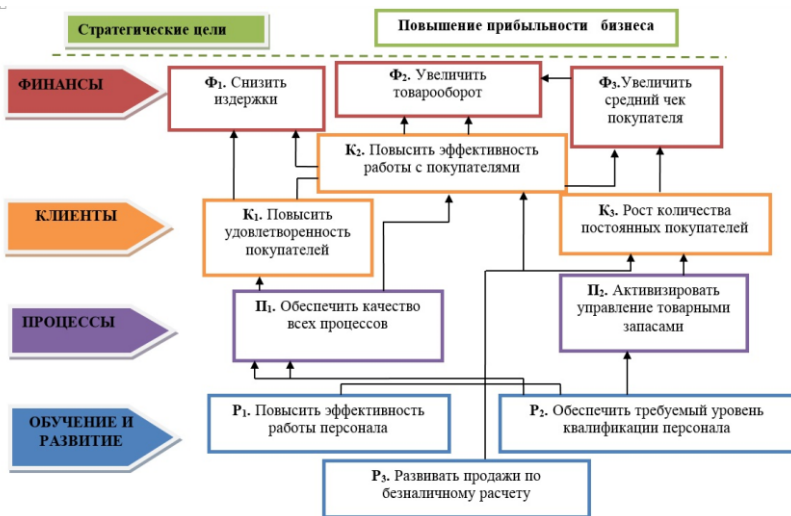 Стратегические цели
Повышение прибыльности бизнеса
ФИНАНСЫ
Ф1. Снизить
издержки
Ф2. Увеличить
товарооборот
Ф3.Увеличить
средний чек
покупателя
К2. Повысить эффективность
работы с покупателями
КЛИЕНТЫ
К1. Повысить
удовлетворенность
покупателей
К3. Рост количества
постоянных покупателей
ПРОЦЕССЫ
П1. Обеспечить качество
всех процессов
П2. Активизировать
управление товарными
запасами
ОБУЧЕНИЕ И
РАЗВИТИЕ
Р1. Повысить эффективность
работы персонала
Р2. Обеспечить требуемый уровень
квалификации персонала
Р3. Развивать продажи по
безналичному расчету